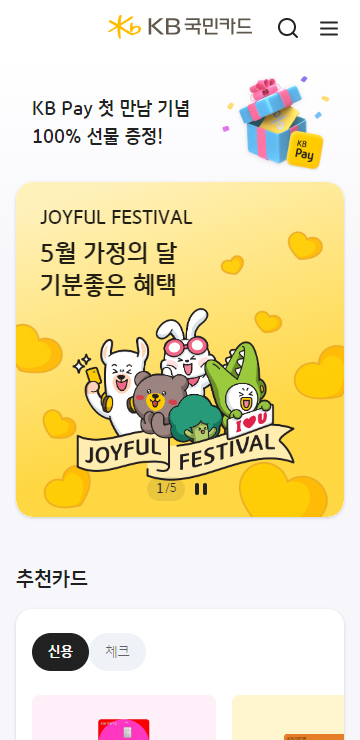 KB국민카드
KB Pay 첫 만남 기념
100% 선물 증정!
KB
Pay
JOYFUL FESTIVAL
5월 가정의 달
기분좋은 혜택
I♥U
JOYFUL FESTIVAL
1/5
추천카드
신용
체크